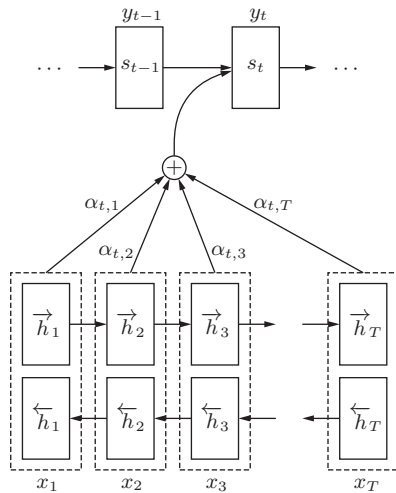 y_{t−1} y_t
… s_{t−1} s_t …
+
α_{t,1} α_{t,2} α_{t,3} α_{t,T}
→h_1 →h_2 →h_3 →h_T
←h_1 ←h_2 ←h_3 ←h_T
x_1 x_2 x_3 x_T